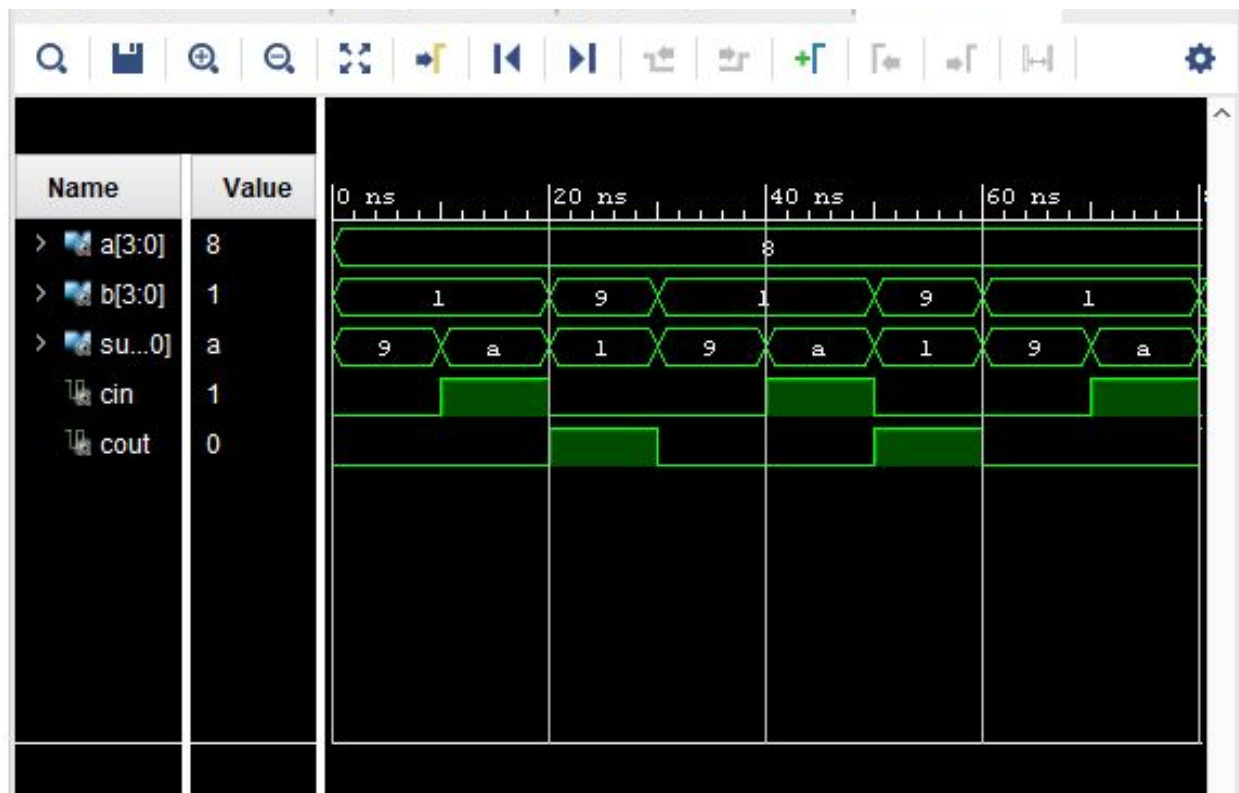 Name Value
0 ns 20 ns 40 ns 60 ns
a[3:0] 8 8
b[3:0] 1 1 9 1 9 1
su...0] a 9 a 1 9 a 1 9 a
cin 1
cout 0